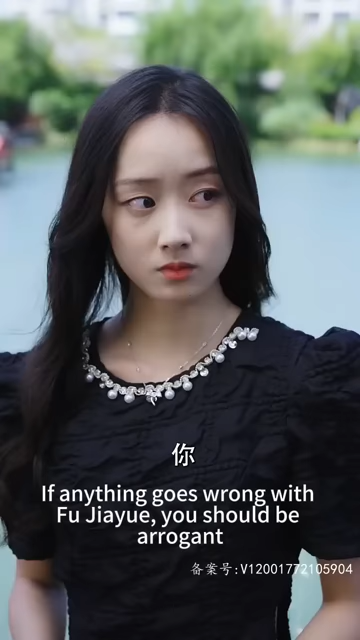 你
If anything goes wrong with
Fu Jiayue, you should be
arrogant
备案号:V12001772105904